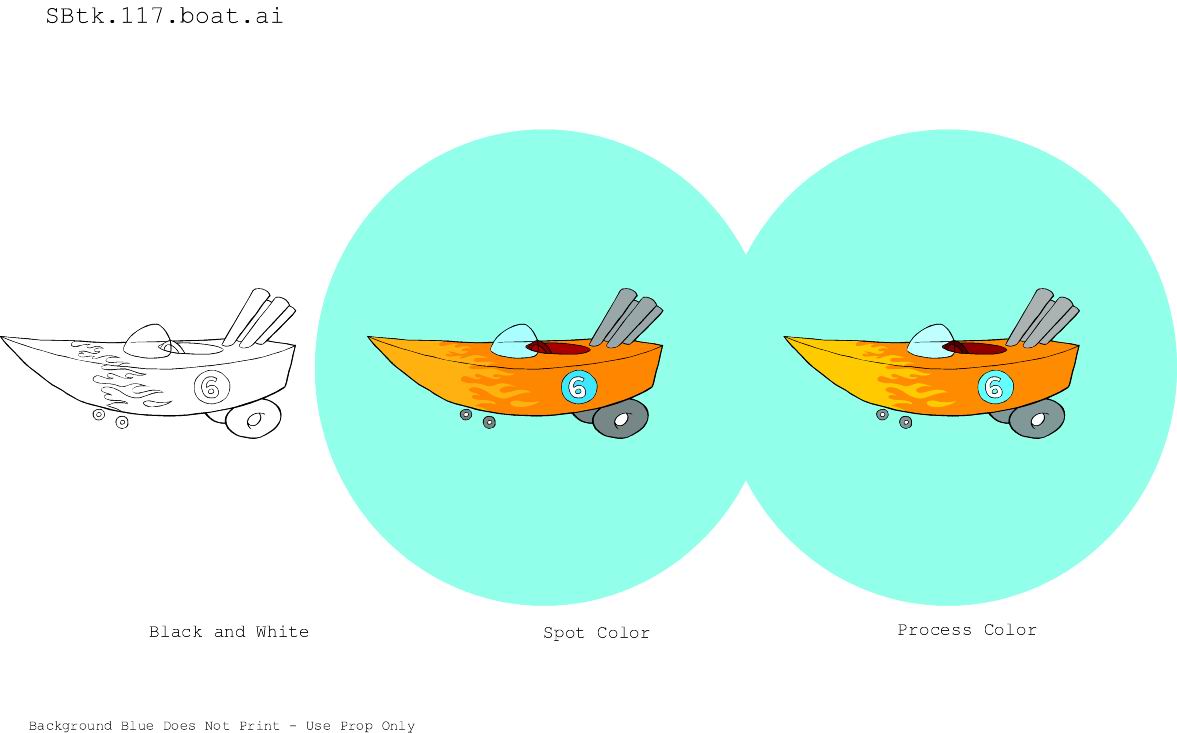 SBtk.117.boat.ai
6
6
6
Black and White
Spot Color
Process Color
Background Blue Does Not Print - Use Prop Only